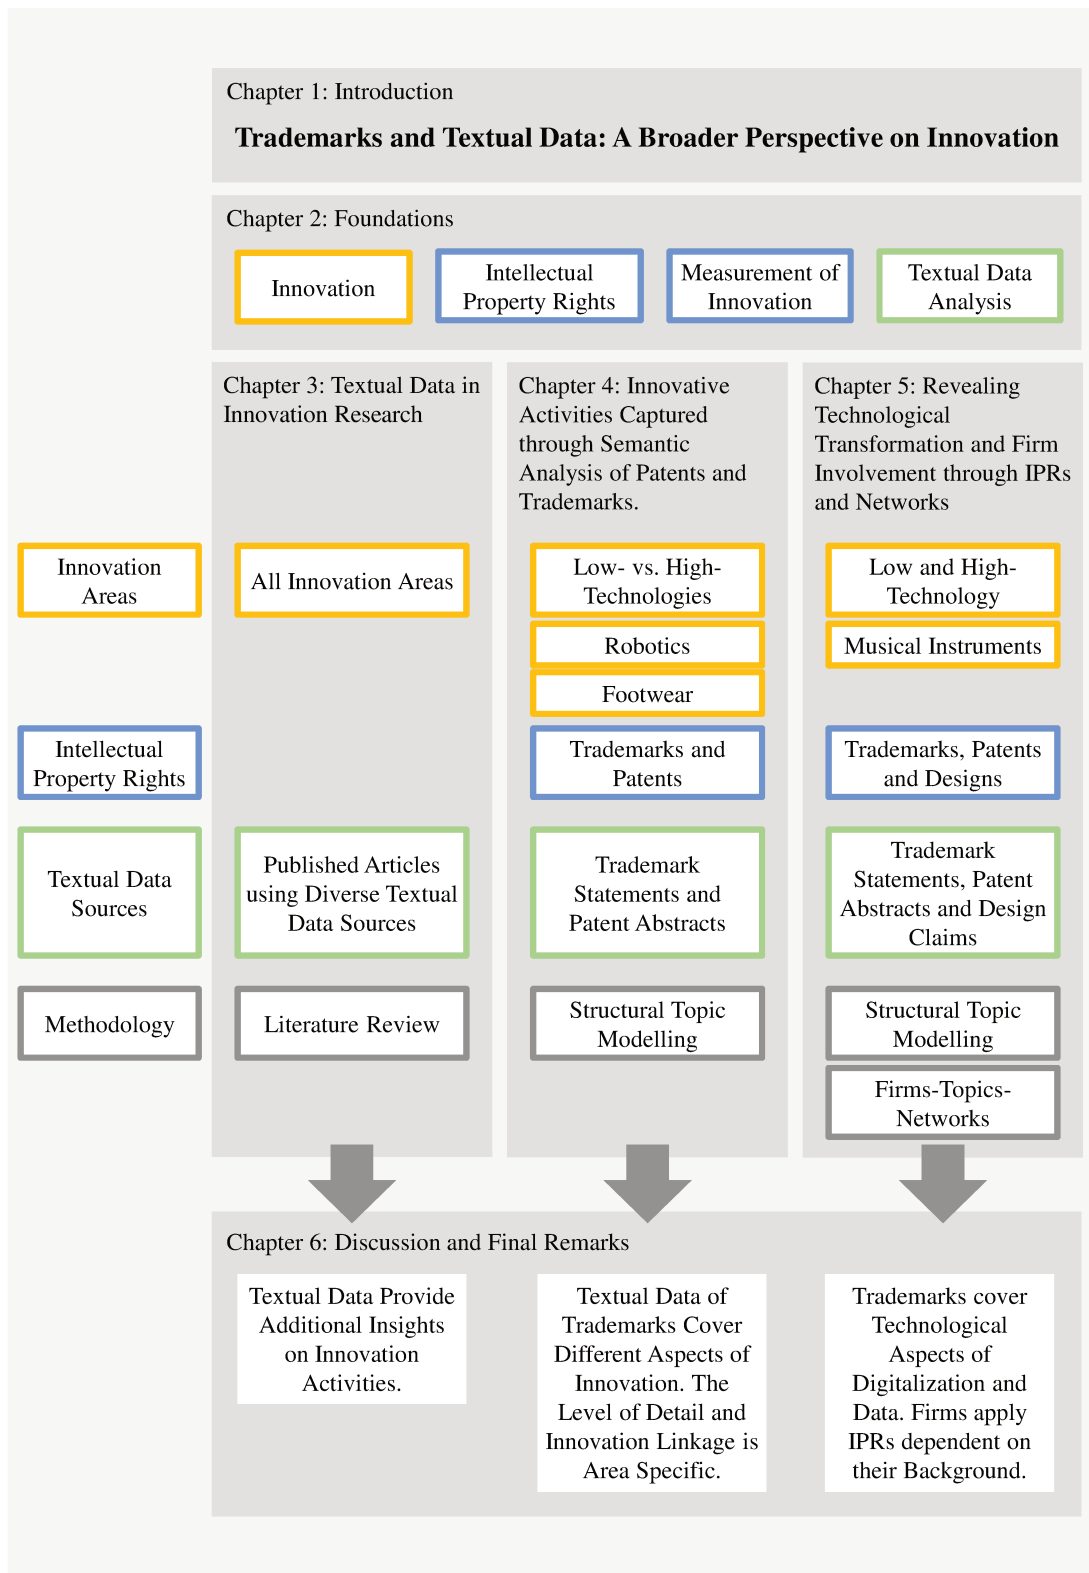 Chapter 1: Introduction
Trademarks and Textual Data: A Broader Perspective on Innovation
Chapter 2: Foundations
Innovation
Intellectual
Property Rights
Measurement of
Innovation
Textual Data
Analysis
Chapter 3: Textual Data in
Innovation Research
Chapter 4: Innovative
Activities Captured
through Semantic
Analysis of Patents and
Trademarks.
Chapter 5: Revealing
Technological
Transformation and Firm
Involvement through IPRs
and Networks
Innovation
Areas
All Innovation Areas
Low- vs. High-
Technologies
Low and High-
Technology
Robotics
Musical Instruments
Footwear
Intellectual
Property Rights
Trademarks and
Patents
Trademarks, Patents
and Designs
Textual Data
Sources
Published Articles
using Diverse Textual
Data Sources
Trademark
Statements and
Patent Abstracts
Trademark
Statements, Patent
Abstracts and Design
Claims
Methodology
Literature Review
Structural Topic
Modelling
Structural Topic
Modelling
Firms-Topics-
Networks
Chapter 6: Discussion and Final Remarks
Textual Data Provide
Additional Insights
on Innovation
Activities.
Textual Data of
Trademarks Cover
Different Aspects of
Innovation. The
Level of Detail and
Innovation Linkage is
Area Specific.
Trademarks cover
Technological
Aspects of
Digitalization and
Data. Firms apply
IPRs dependent on
their Background.